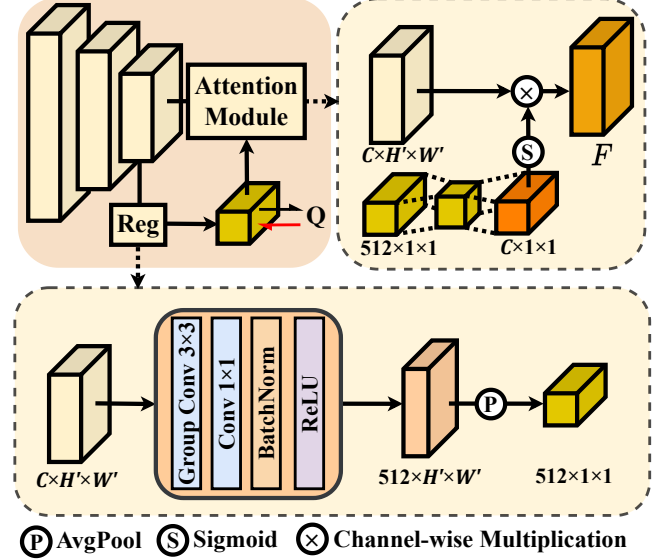 Attention
Module
Reg
Q
C×H'×W'
×
S
F
512×1×1
C×1×1
Group Conv 3×3
Conv 1×1
BatchNorm
ReLU
P
C×H'×W'
512×H'×W'
512×1×1
P AvgPool S Sigmoid × Channel-wise Multiplication